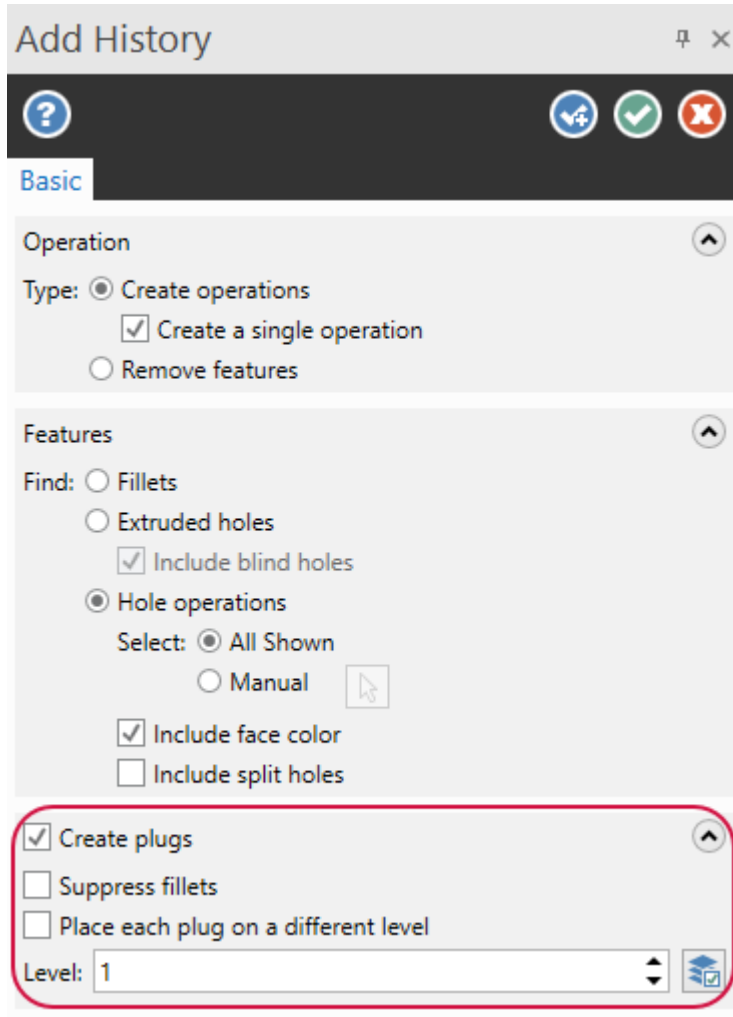 Add History
Basic
Operation
Type: Create operations
Create a single operation
Remove features
Features
Find: Fillets
Extruded holes
Include blind holes
Hole operations
Select: All Shown
Manual
Include face color
Include split holes
Create plugs
Suppress fillets
Place each plug on a different level
Level: 1